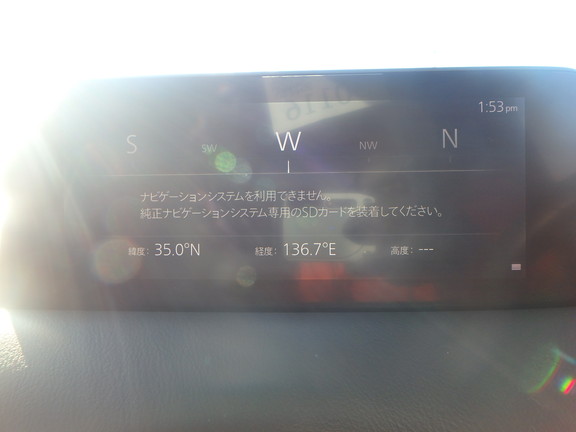 1:53 pm
S SW W NW N
ナビゲーションシステムを利用できません。
純正ナビゲーションシステム専用のSDカードを装着してください。
緯度: 35.0°N 経度: 136.7°E 高度: ---